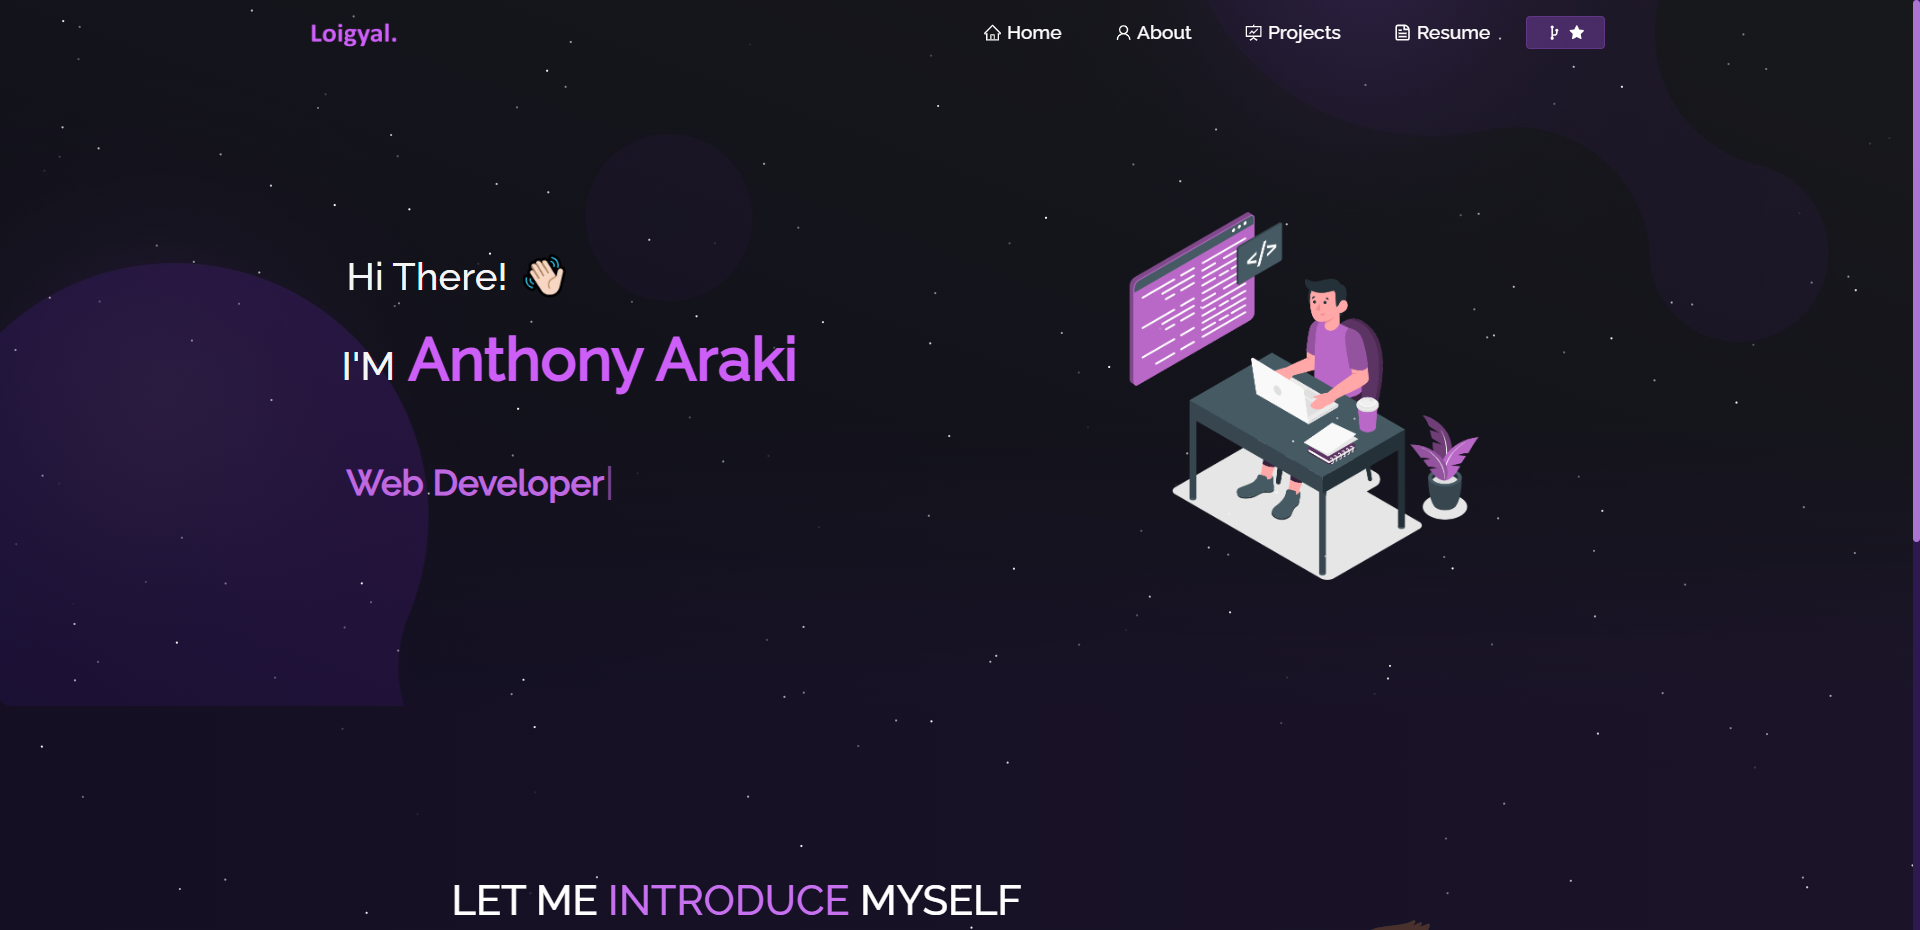 Loigyal.
Home
About
Projects
Resume
Hi There! 👋🏻
I'M Anthony Araki
</>
Web Developer|
LET ME INTRODUCE MYSELF